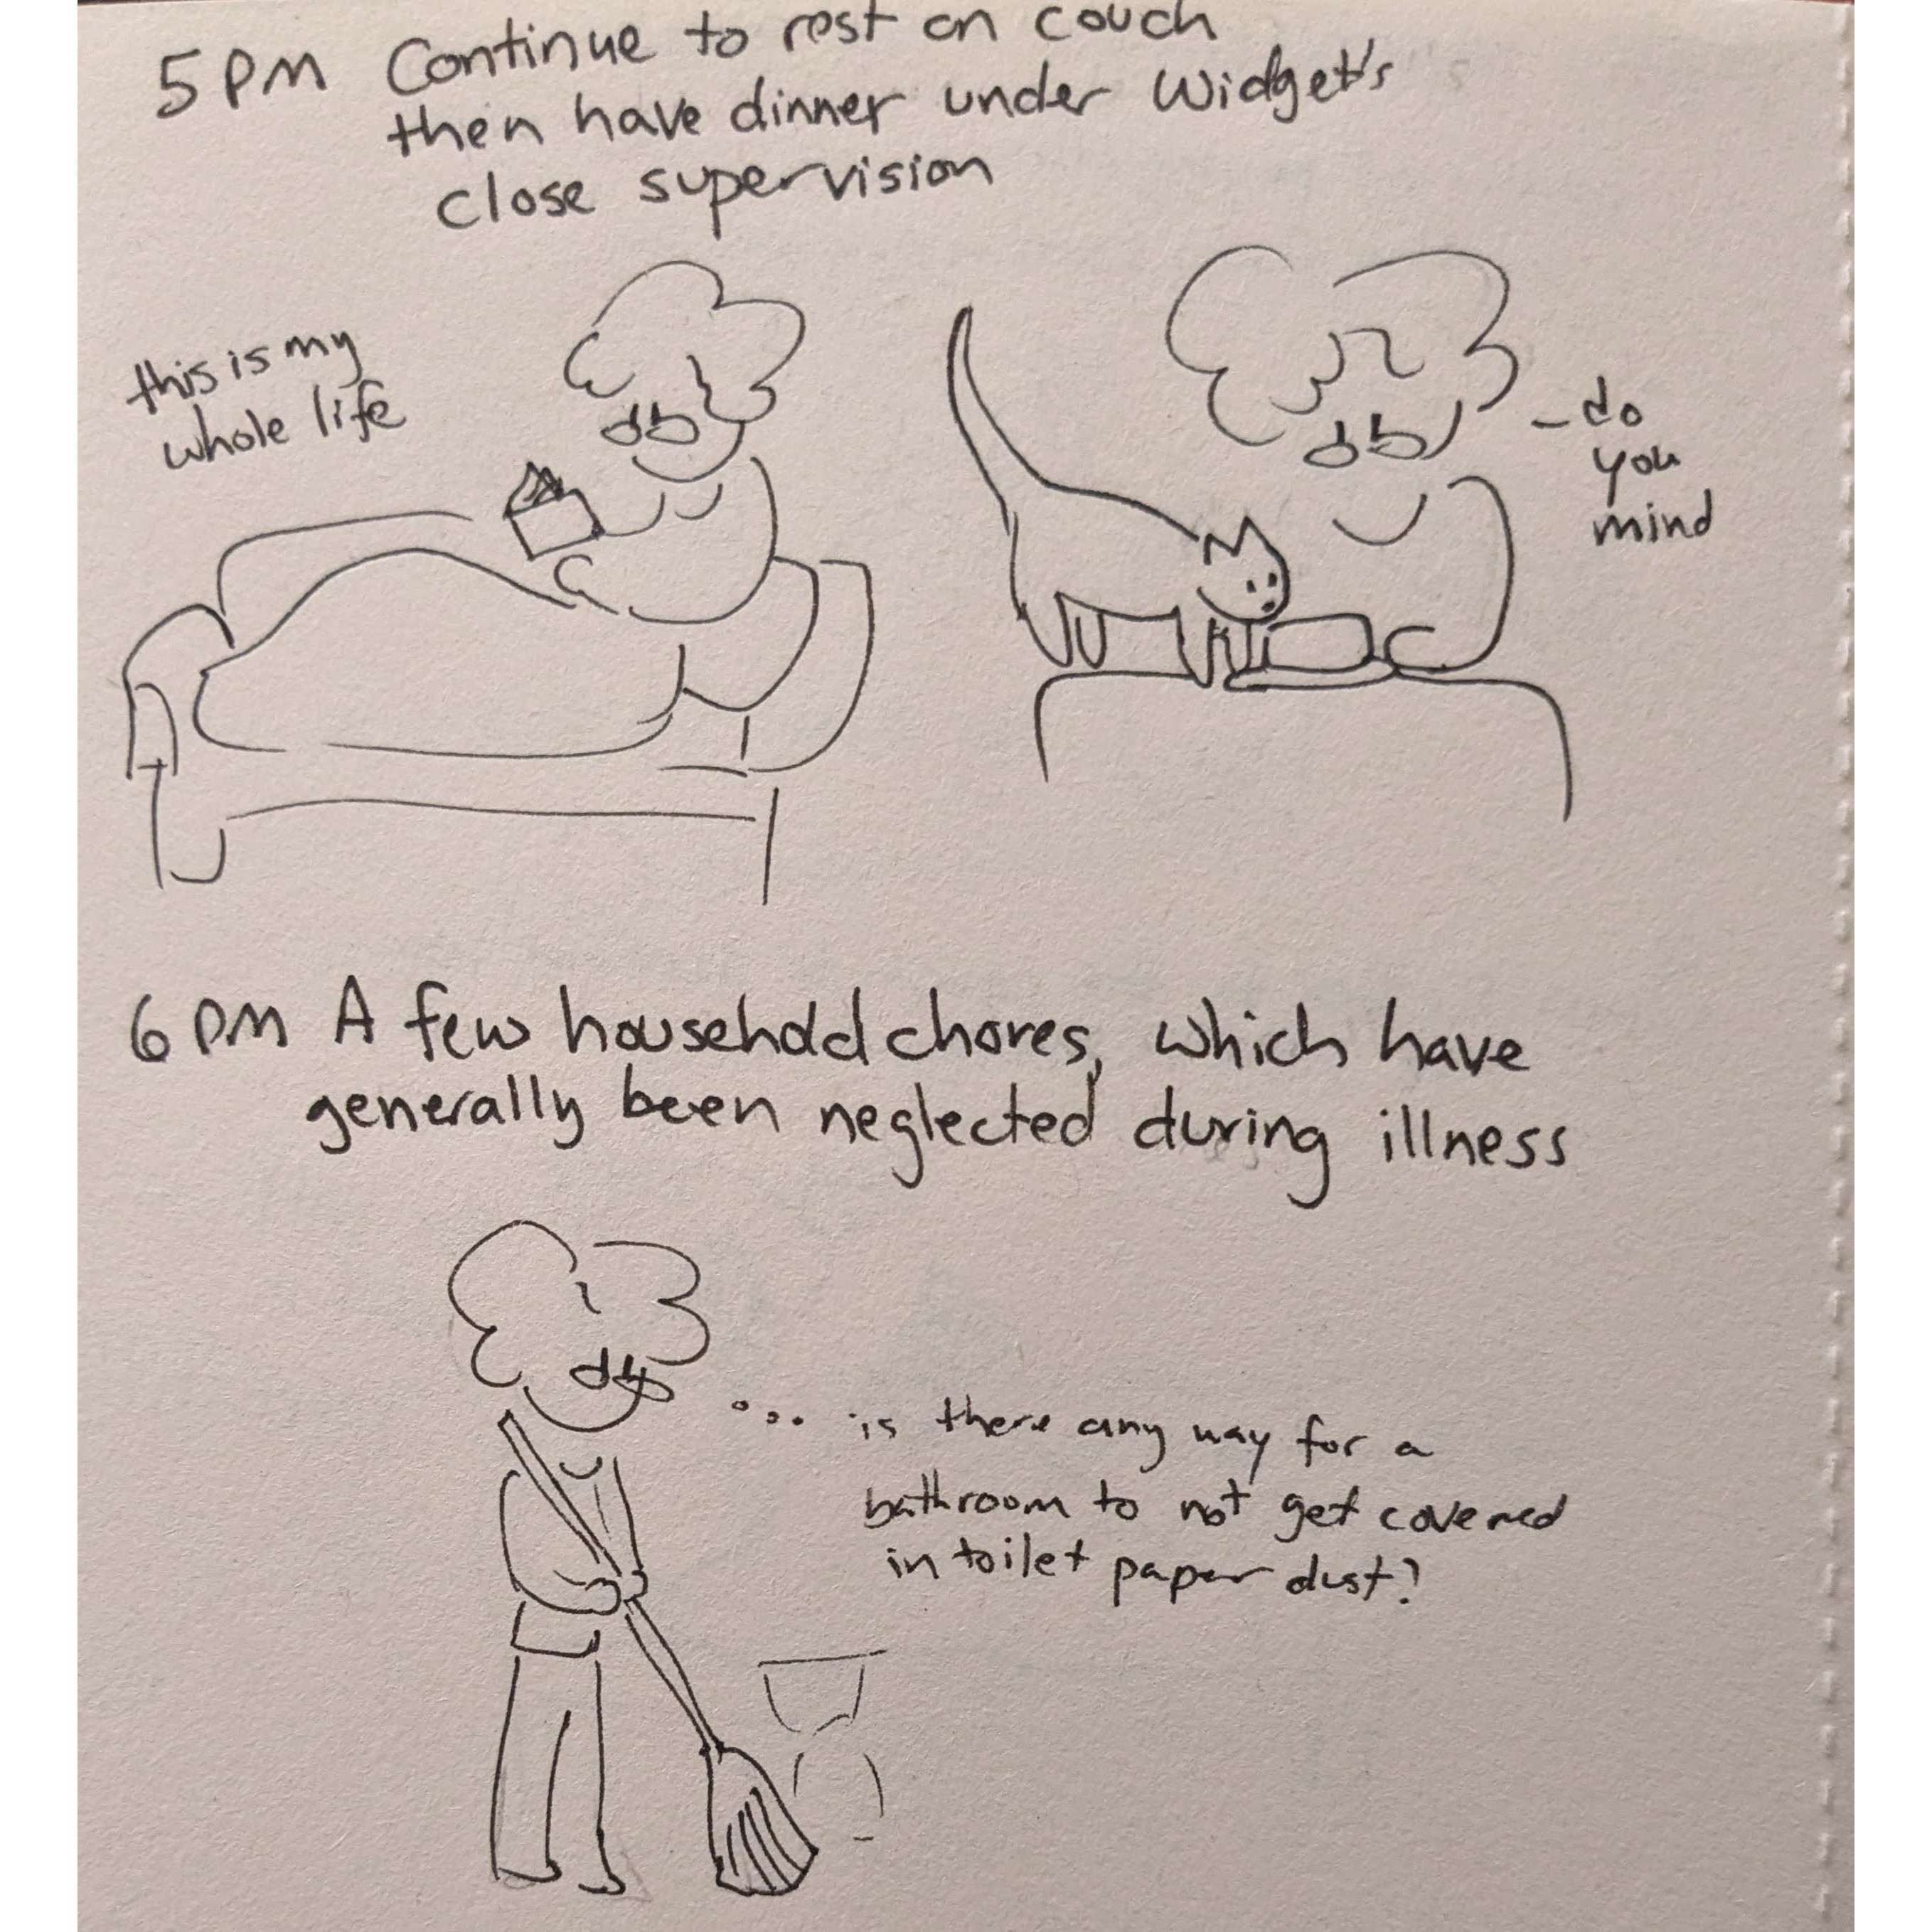 5 PM Continue to rest on couch
then have dinner under Widget's
close supervision
this is my
whole life
- do
you
mind
6 PM A few household chores, which have
generally been neglected during illness
... is there any way for a
bathroom to not get covered
in toilet paper dust?